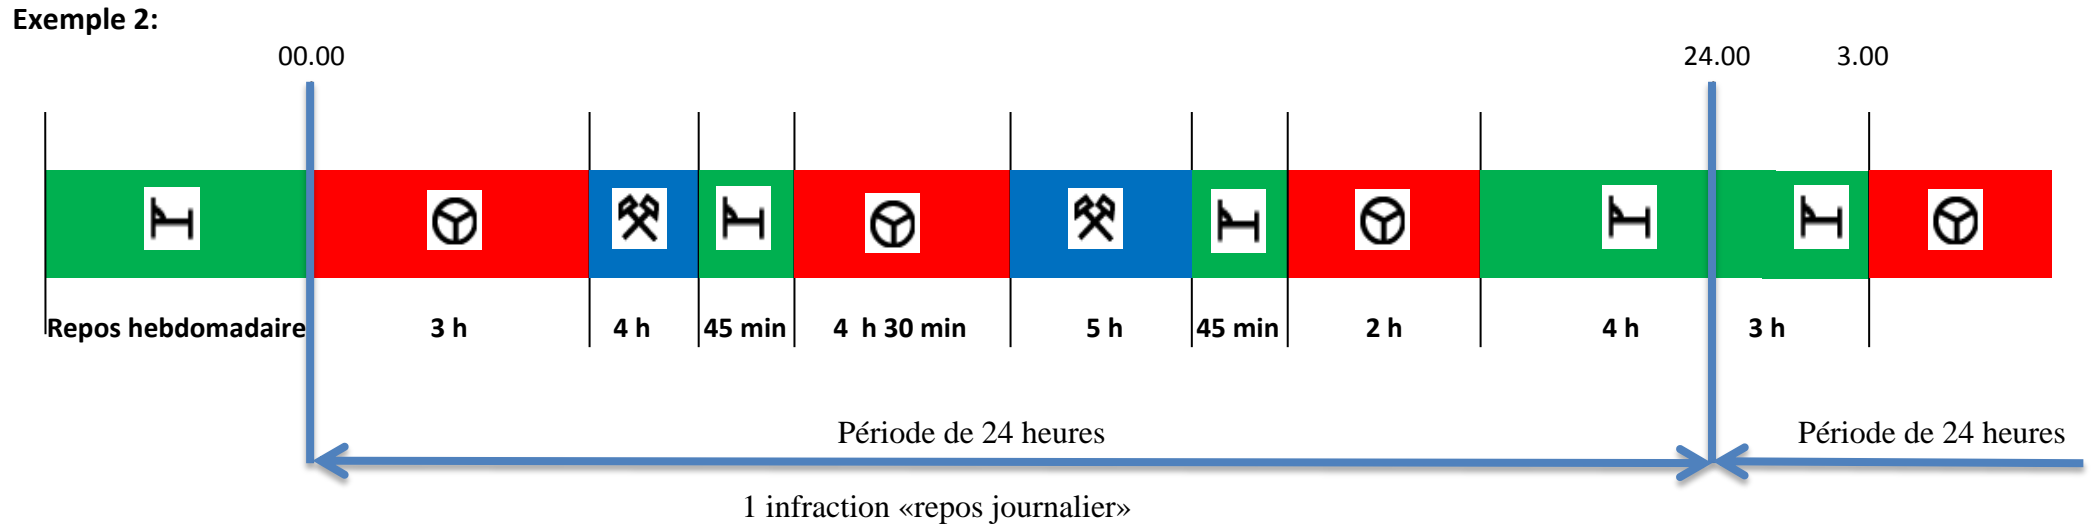 Exemple 2:
00.00 24.00 3.00
Repos hebdomadaire 3 h 4 h 45 min 4 h 30 min 5 h 45 min 2 h 4 h 3 h
Période de 24 heures Période de 24 heures
1 infraction «repos journalier»